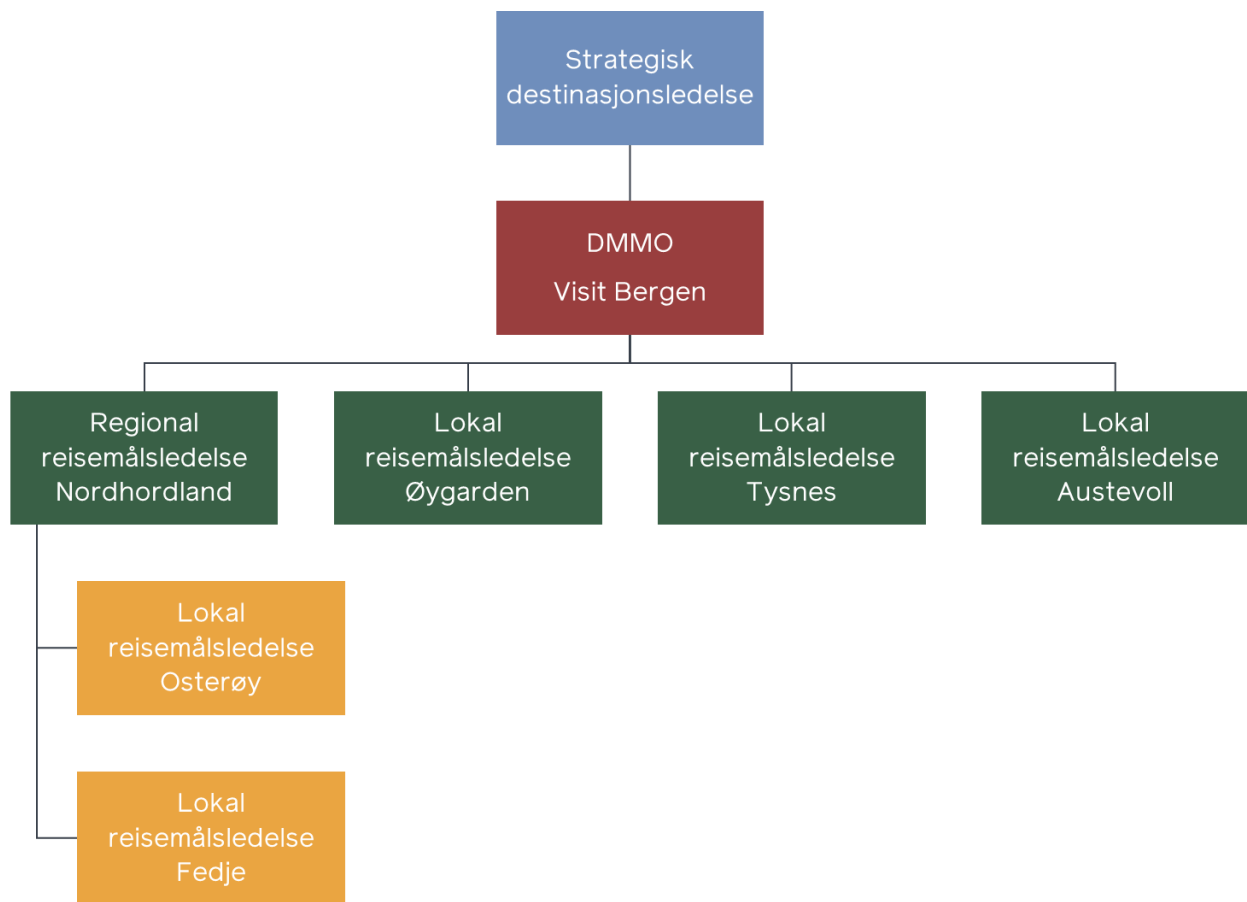 Strategisk
destinasjonsledelse
DMMO
Visit Bergen
Regional
reisemålsledelse
Nordhordland
Lokal
reisemålsledelse
Øygarden
Lokal
reisemålsledelse
Tysnes
Lokal
reisemålsledelse
Austevoll
Lokal
reisemålsledelse
Osterøy
Lokal
reisemålsledelse
Fedje